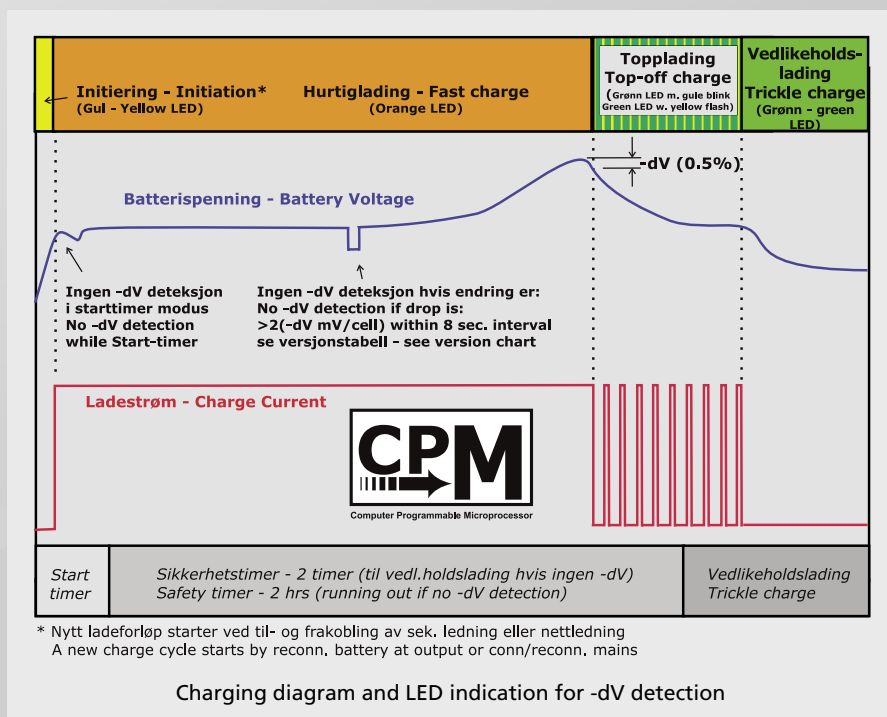 Initiering - Initiation*
(Gul - Yellow LED)
Hurtiglading - Fast charge
(Orange LED)
Topplading
Top-off charge
(Grønn LED m. gule blink
Green LED w. yellow flash)
Vedlikeholds-
lading
Trickle charge
(Grønn - green
LED)
-dV (0.5%)
Batterispenning - Battery Voltage
Ingen -dV deteksjon
i starttimer modus
No -dV detection
while Start-timer
Ingen -dV deteksjon hvis endring er:
No -dV detection if drop is:
>2(-dV mV/cell) within 8 sec. interval
se versjonstabell - see version chart
Ladestrøm - Charge Current
CPM
Computer Programmable Microprocessor
Start
timer
Sikkerhetstimer - 2 timer (til vedl.holdslading hvis ingen -dV)
Safety timer - 2 hrs (running out if no -dV detection)
Vedlikeholdslading
Trickle charge
* Nytt ladeforløp starter ved til- og frakobling av sek. ledning eller nettledning
A new charge cycle starts by reconn. battery at output or conn/reconn. mains
Charging diagram and LED indication for -dV detection